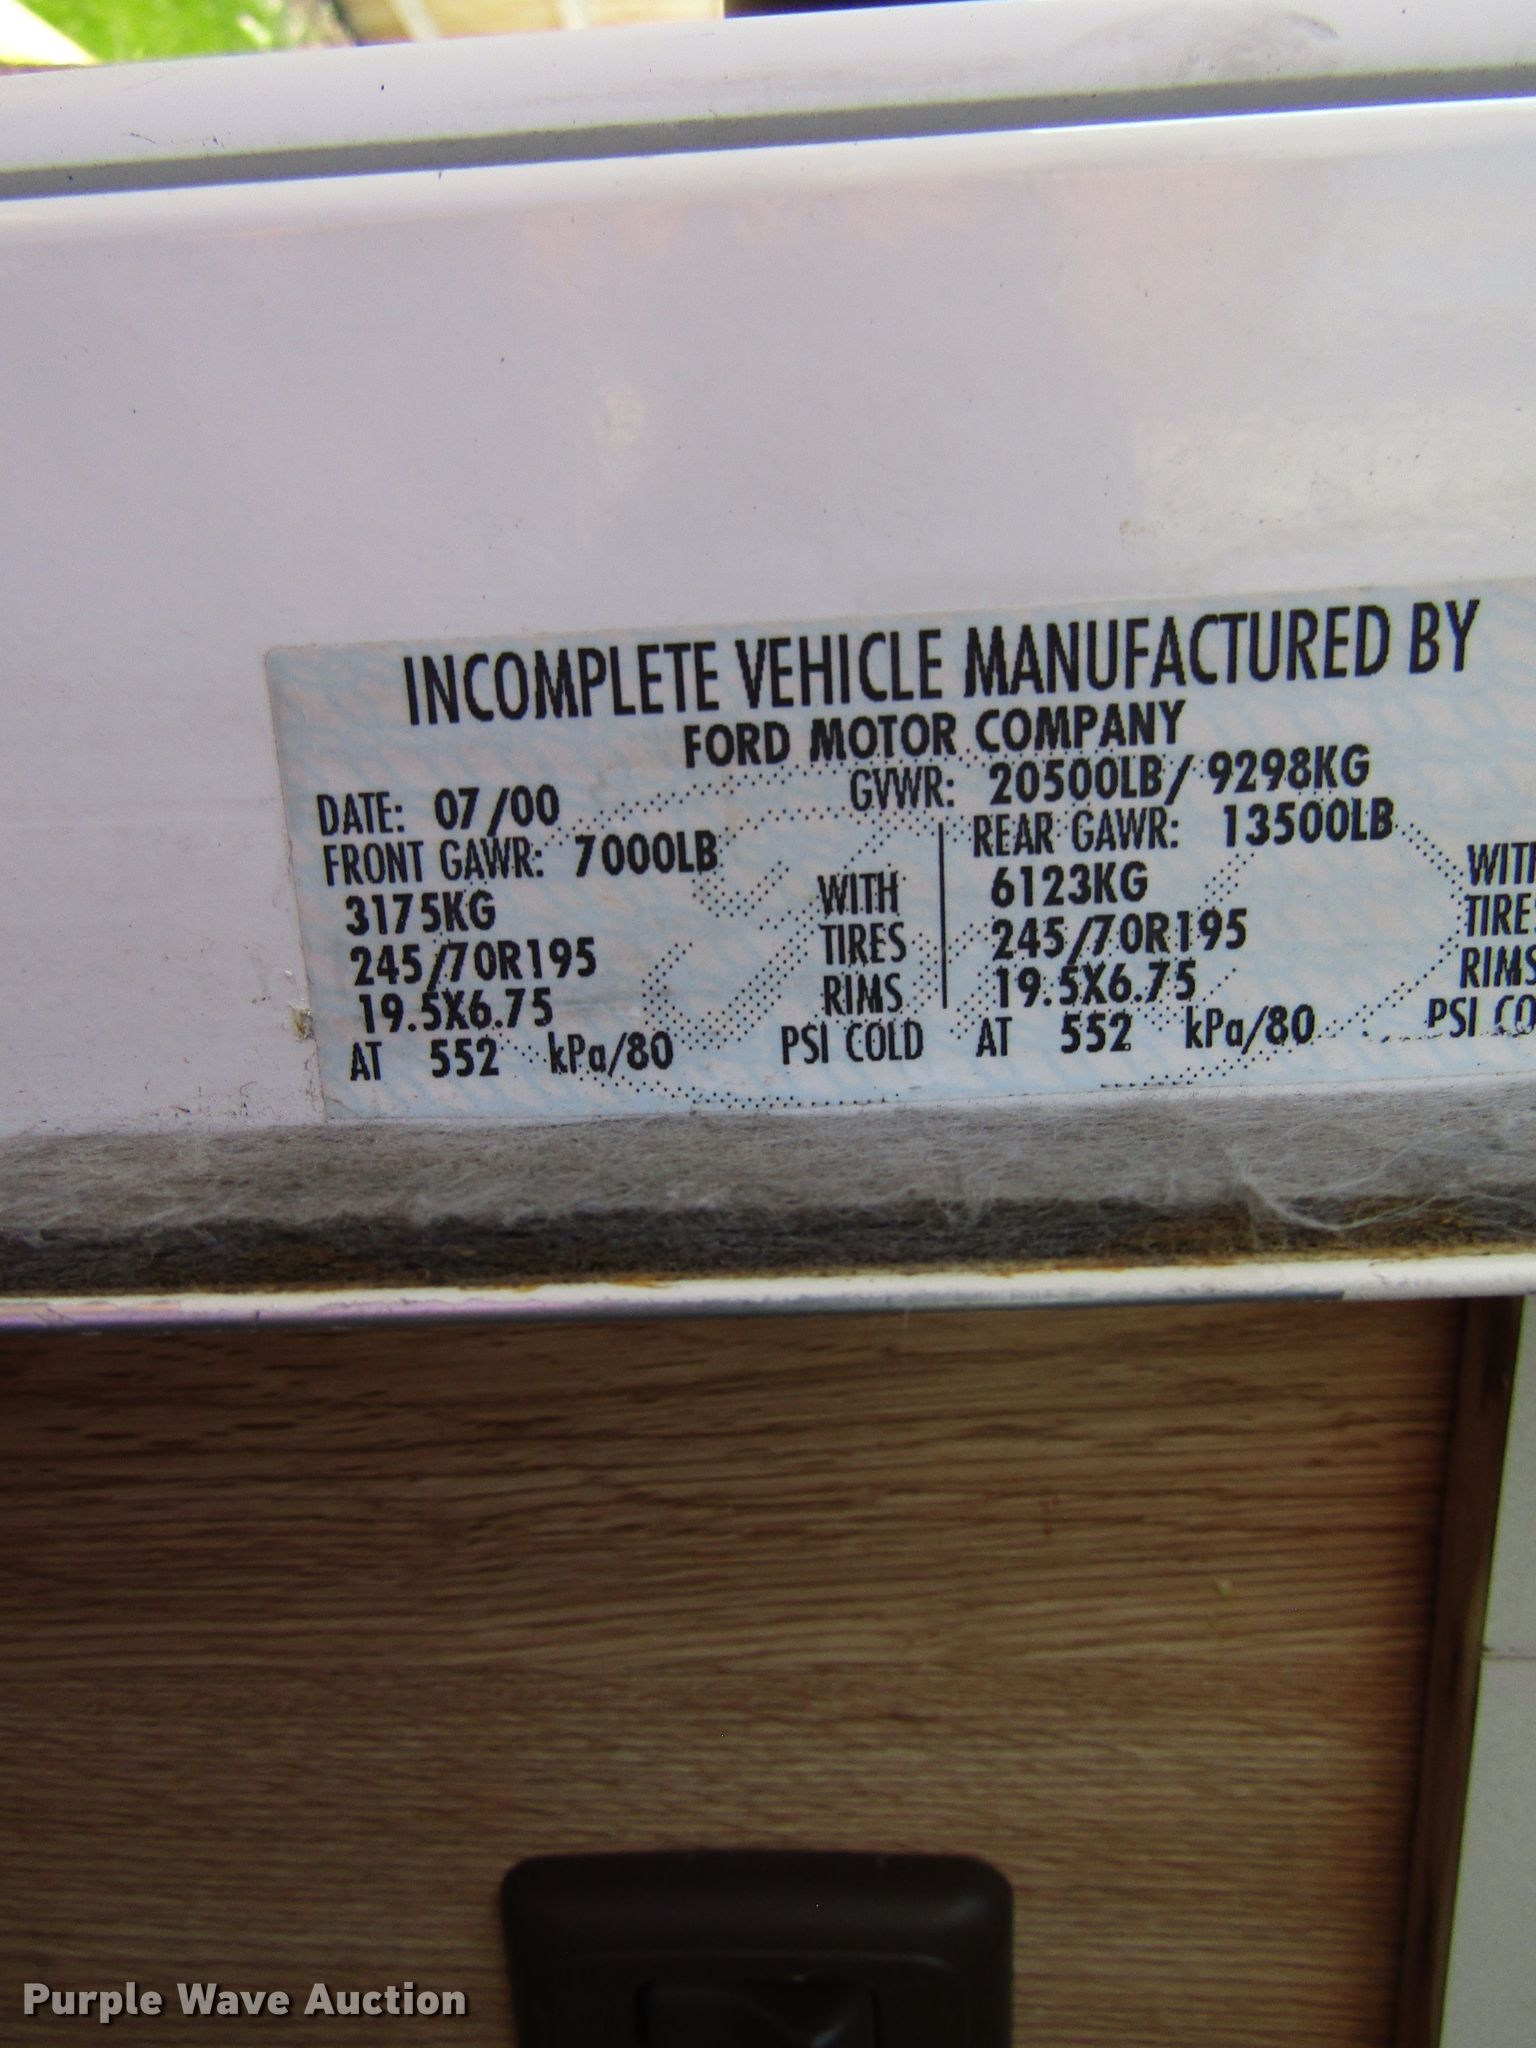 INCOMPLETE VEHICLE MANUFACTURED BY
FORD MOTOR COMPANY
DATE: 07/00 GVWR: 20500LB/ 9298KG
FRONT GAWR: 7000LB REAR GAWR: 13500LB
3175KG WITH 6123KG WITH
245/70R195 TIRES 245/70R195 TIRES
19.5X6.75 RIMS 19.5X6.75 RIMS
AT 552 kPa/80 PSI COLD AT 552 kPa/80 PSI CO
Purple Wave Auction